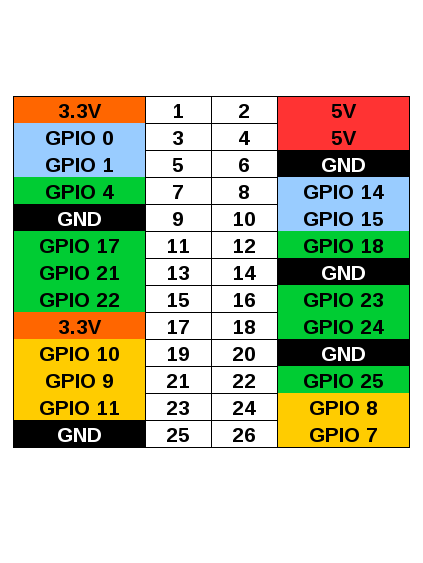 3.3V 1 2 5V
GPIO 0 3 4 5V
GPIO 1 5 6 GND
GPIO 4 7 8 GPIO 14
GND 9 10 GPIO 15
GPIO 17 11 12 GPIO 18
GPIO 21 13 14 GND
GPIO 22 15 16 GPIO 23
3.3V 17 18 GPIO 24
GPIO 10 19 20 GND
GPIO 9 21 22 GPIO 25
GPIO 11 23 24 GPIO 8
GND 25 26 GPIO 7